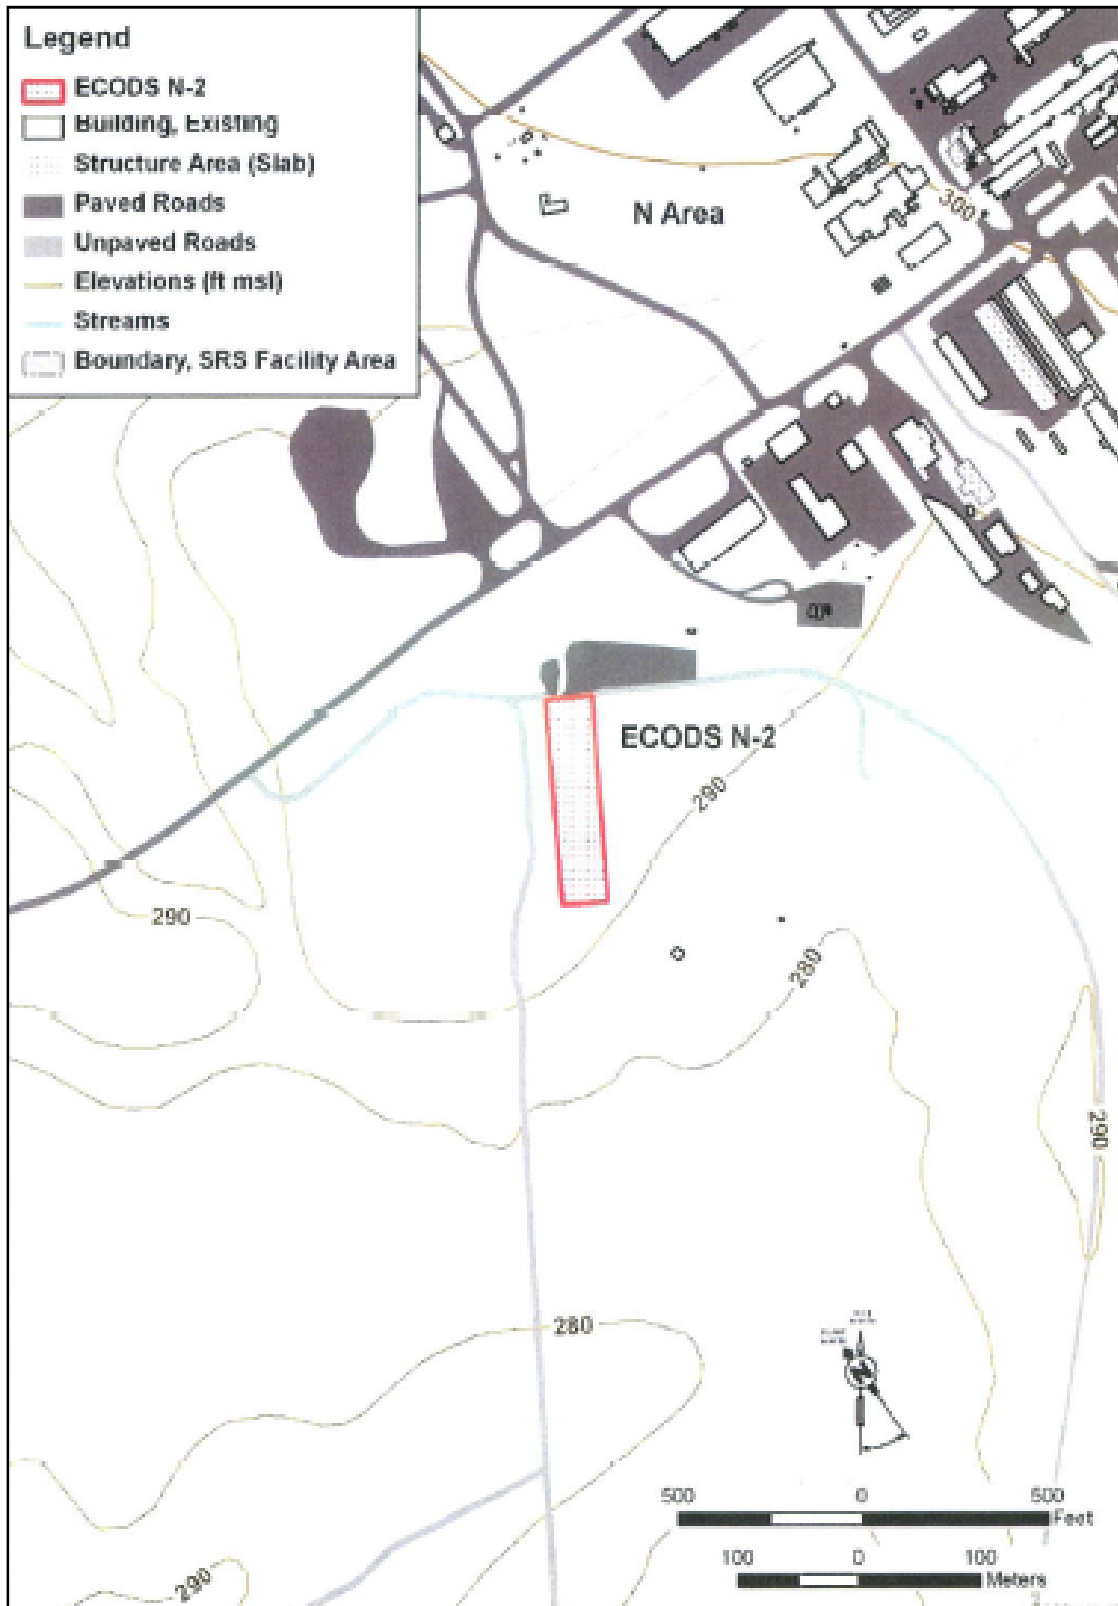 Legend
ECODS N-2
Building, Existing
Structure Area (Slab)
Paved Roads
Unpaved Roads
Elevations (ft msl)
Streams
Boundary, SRS Facility Area
N Area
300
ECODS N-2
290
290
280
290
280
500 0 500
Feet
100 0 100
Meters
290